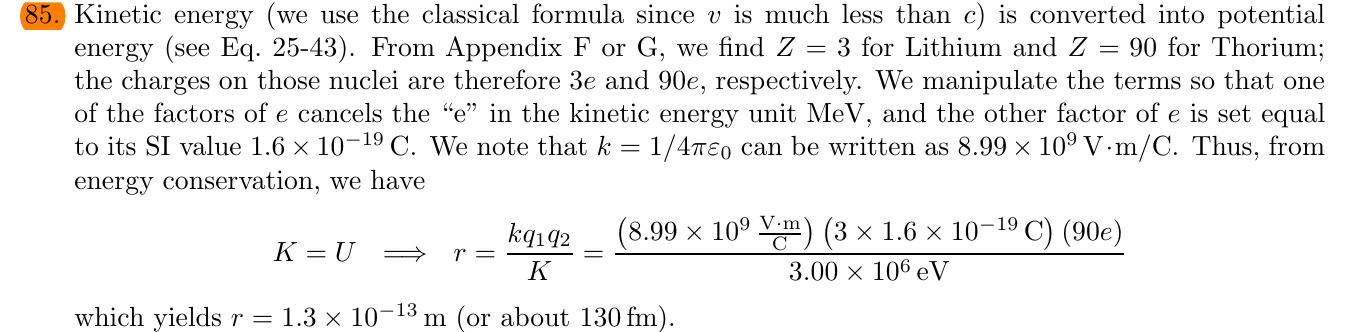 85. Kinetic energy (we use the classical formula since v is much less than c) is converted into potential
energy (see Eq. 25-43). From Appendix F or G, we find Z = 3 for Lithium and Z = 90 for Thorium;
the charges on those nuclei are therefore 3e and 90e, respectively. We manipulate the terms so that one
of the factors of e cancels the “e” in the kinetic energy unit MeV, and the other factor of e is set equal
to its SI value 1.6 × 10⁻¹⁹ C. We note that k = 1/4πε₀ can be written as 8.99 × 10⁹ V·m/C. Thus, from
energy conservation, we have
K = U ⟹ r = kq₁q₂/K = (8.99 × 10⁹ V·m/C) (3 × 1.6 × 10⁻¹⁹ C) (90e)/3.00 × 10⁶ eV
which yields r = 1.3 × 10⁻¹³ m (or about 130 fm).